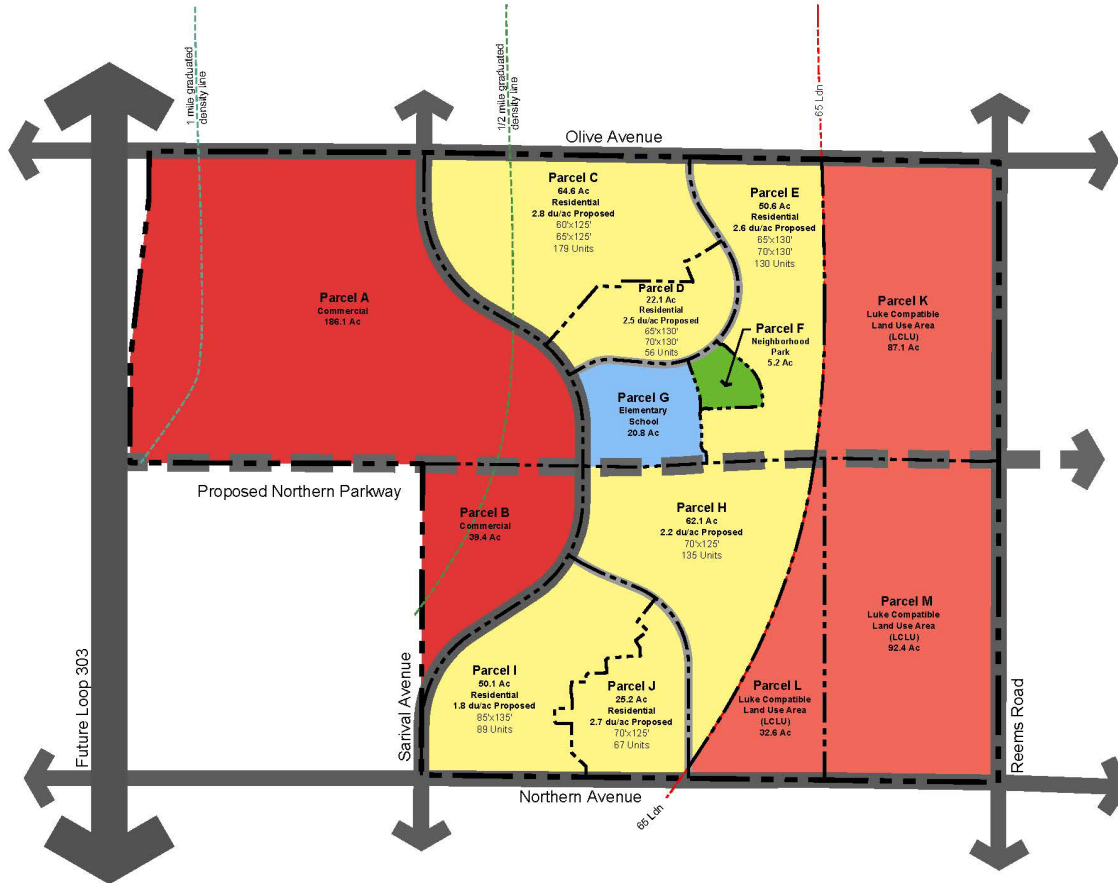 1 mile graduated
density line
1/2 mile graduated
density line
65 Ldn
Olive Avenue
Parcel C
64.6 Ac
Residential
2.8 du/ac Proposed
60'x125'
65'x125'
179 Units
Parcel E
50.6 Ac
Residential
2.6 du/ac Proposed
65'x130'
70'x130'
130 Units
Parcel A
Commercial
186.1 Ac
Parcel D
22.1 Ac
Residential
2.5 du/ac Proposed
65'x130'
70'x130'
56 Units
Parcel F
Neighborhood
Park
5.2 Ac
Parcel K
Luke Compatible
Land Use Area
(LCLU)
87.1 Ac
Parcel G
Elementary
School
20.8 Ac
Proposed Northern Parkway
Parcel B
Commercial
39.4 Ac
Parcel H
62.1 Ac
2.2 du/ac Proposed
70'x125'
135 Units
Parcel M
Luke Compatible
Land Use Area
(LCLU)
92.4 Ac
Parcel I
50.1 Ac
Residential
1.8 du/ac Proposed
85'x135'
89 Units
Parcel J
25.2 Ac
Residential
2.7 du/ac Proposed
70'x125'
67 Units
Parcel L
Luke Compatible
Land Use Area
(LCLU)
32.6 Ac
Future Loop 303
Sarival Avenue
Reems Road
Northern Avenue
65 Ldn